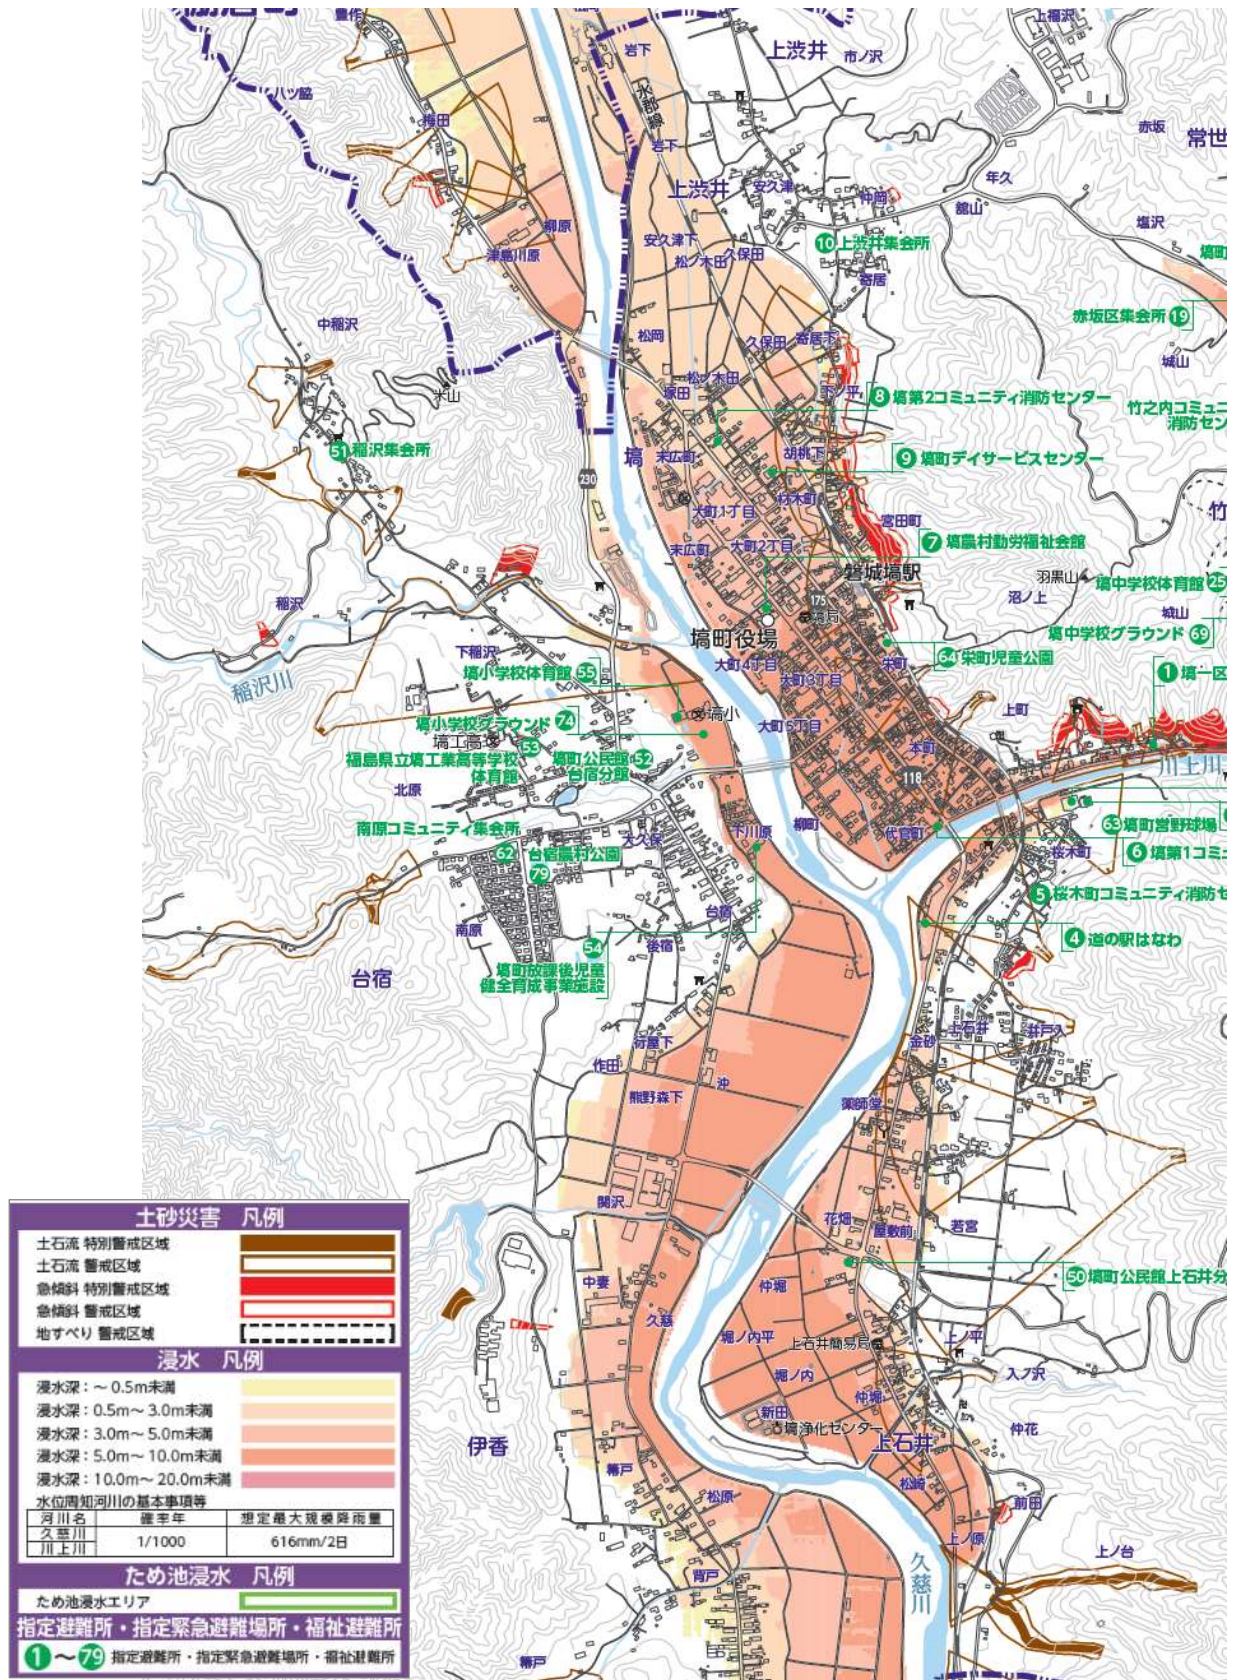 豊作
岩下
上渋井
市ノ沢
上福沢
八ツ脇
水郡線
梅田
赤坂
常世
岩下
年久
上渋井
安久津
仲岡
舘山
塩沢
柳原
安久津下
久保田
10 上渋井集会所
津島川原
松ノ木田
寄居
塙町
中稲沢
赤坂区集会所 19
松岡
久保田
寄居下
城山
松ノ木田
米山
塚田
下ノ平
8 塙第2コミュニティ消防センター
竹之内コミュニ
消防セン
51 稲沢集会所
塙
末広町
胡桃下
9 塙町デイサービスセンター
230
杉木町
大町1丁目
宮田町
竹
末広町
大町2丁目
7 塙農村勤労福祉会館
磐城塙駅
羽黒山
塙中学校体育館 25
稲沢
175
沼ノ上
城山
塙局
塙町役場
塙中学校グラウンド 69
下稲沢
栄町
64 栄町児童公園
大町4丁目
塙小学校体育館 55
大町3丁目
1 塙一区
稲沢川
塙小学校グラウンド 74
塙小
大町5丁目
上町
塙工高
53
福島県立塙工業高等学校
体育館
塙町公民館
台宿分館
52
本町
川上川
118
北原
南原コミュニティ集会所
下川原
柳町
代官町
63 塙町営野球場
大久保
桜木町
6 塙第1コミュ
62
台宿農村公園
79
5 桜木町コミュニティ消防セ
台宿
南原
後宿
4 道の駅はなわ
54
塙町放課後児童
健全育成事業施設
台宿
上石井
井戸入
金砂
行屋下
作田
沖
熊野森下
薬師堂
関沢
花畑
屋敷前
若宮
50 塙町公民館上石井分
中妻
仲堀
久慈
堀ノ内平
上石井簡易局
上ノ平
堀ノ内
入ノ沢
仲堀
新田
塙浄化センター
仲花
伊香
上石井
幕戸
松崎
松原
前田
上ノ原
上ノ台
背戸
久慈川
幕戸
土砂災害 凡例
土石流 特別警戒区域
土石流 警戒区域
急傾斜 特別警戒区域
急傾斜 警戒区域
地すべり 警戒区域
浸水 凡例
浸水深:～0.5m未満
浸水深:0.5m～3.0m未満
浸水深:3.0m～5.0m未満
浸水深:5.0m～10.0m未満
浸水深:10.0m～20.0m未満
水位周知河川の基本事項等
河川名 確率年 想定最大規模降雨量
久慈川
川上川
1/1000 616mm/2日
ため池浸水 凡例
ため池浸水エリア
指定避難所・指定緊急避難場所・福祉避難所
1～79 指定避難所・指定緊急避難場所・福祉避難所